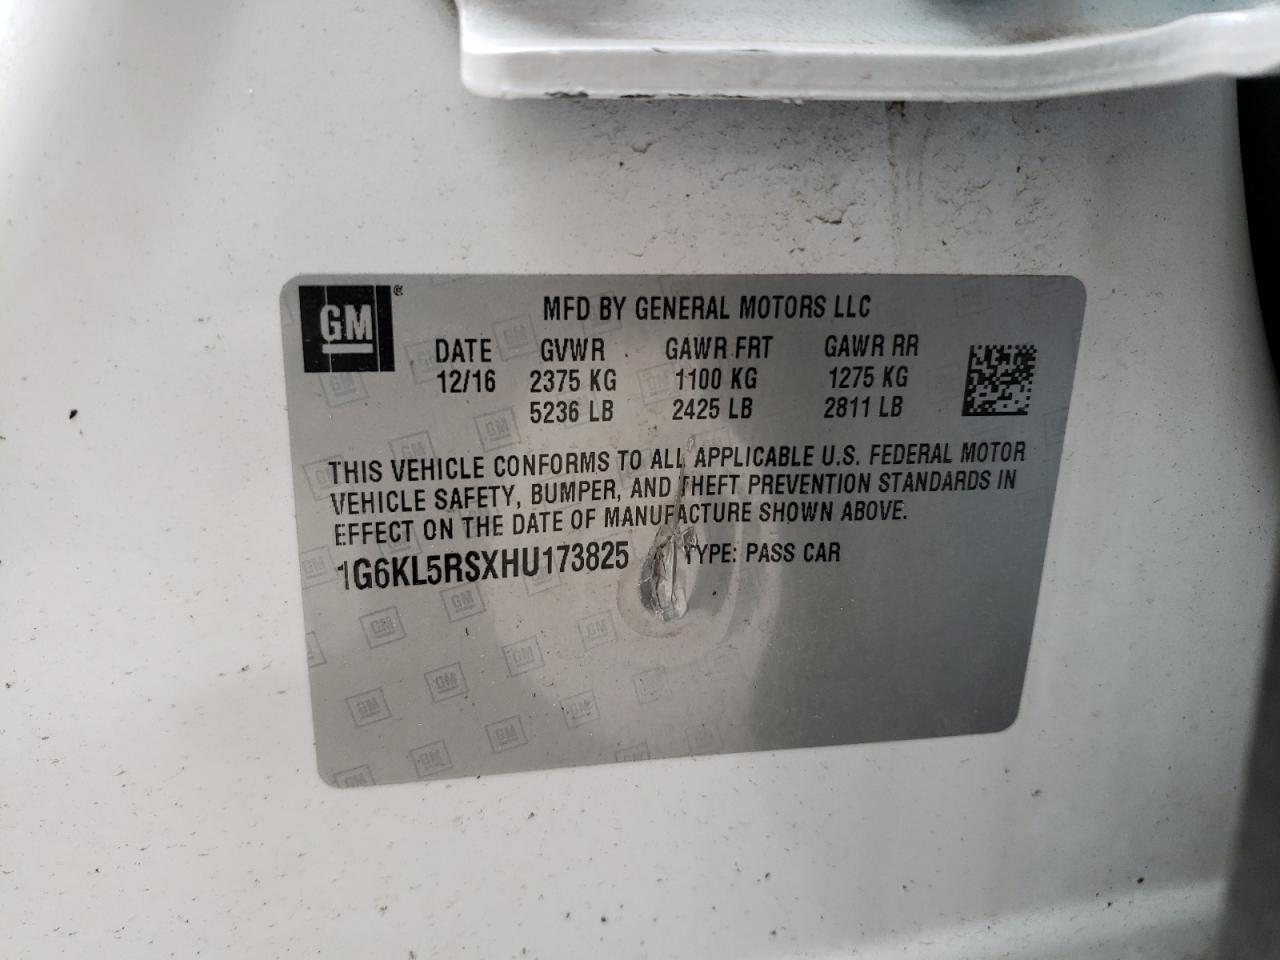 GM®
MFD BY GENERAL MOTORS LLC
DATE GVWR GAWR FRT GAWR RR
12/16 2375 KG 1100 KG 1275 KG
5236 LB 2425 LB 2811 LB
THIS VEHICLE CONFORMS TO ALL APPLICABLE U.S. FEDERAL MOTOR
VEHICLE SAFETY, BUMPER, AND THEFT PREVENTION STANDARDS IN
EFFECT ON THE DATE OF MANUFACTURE SHOWN ABOVE.
1G6KL5RSXHU173825 TYPE: PASS CAR